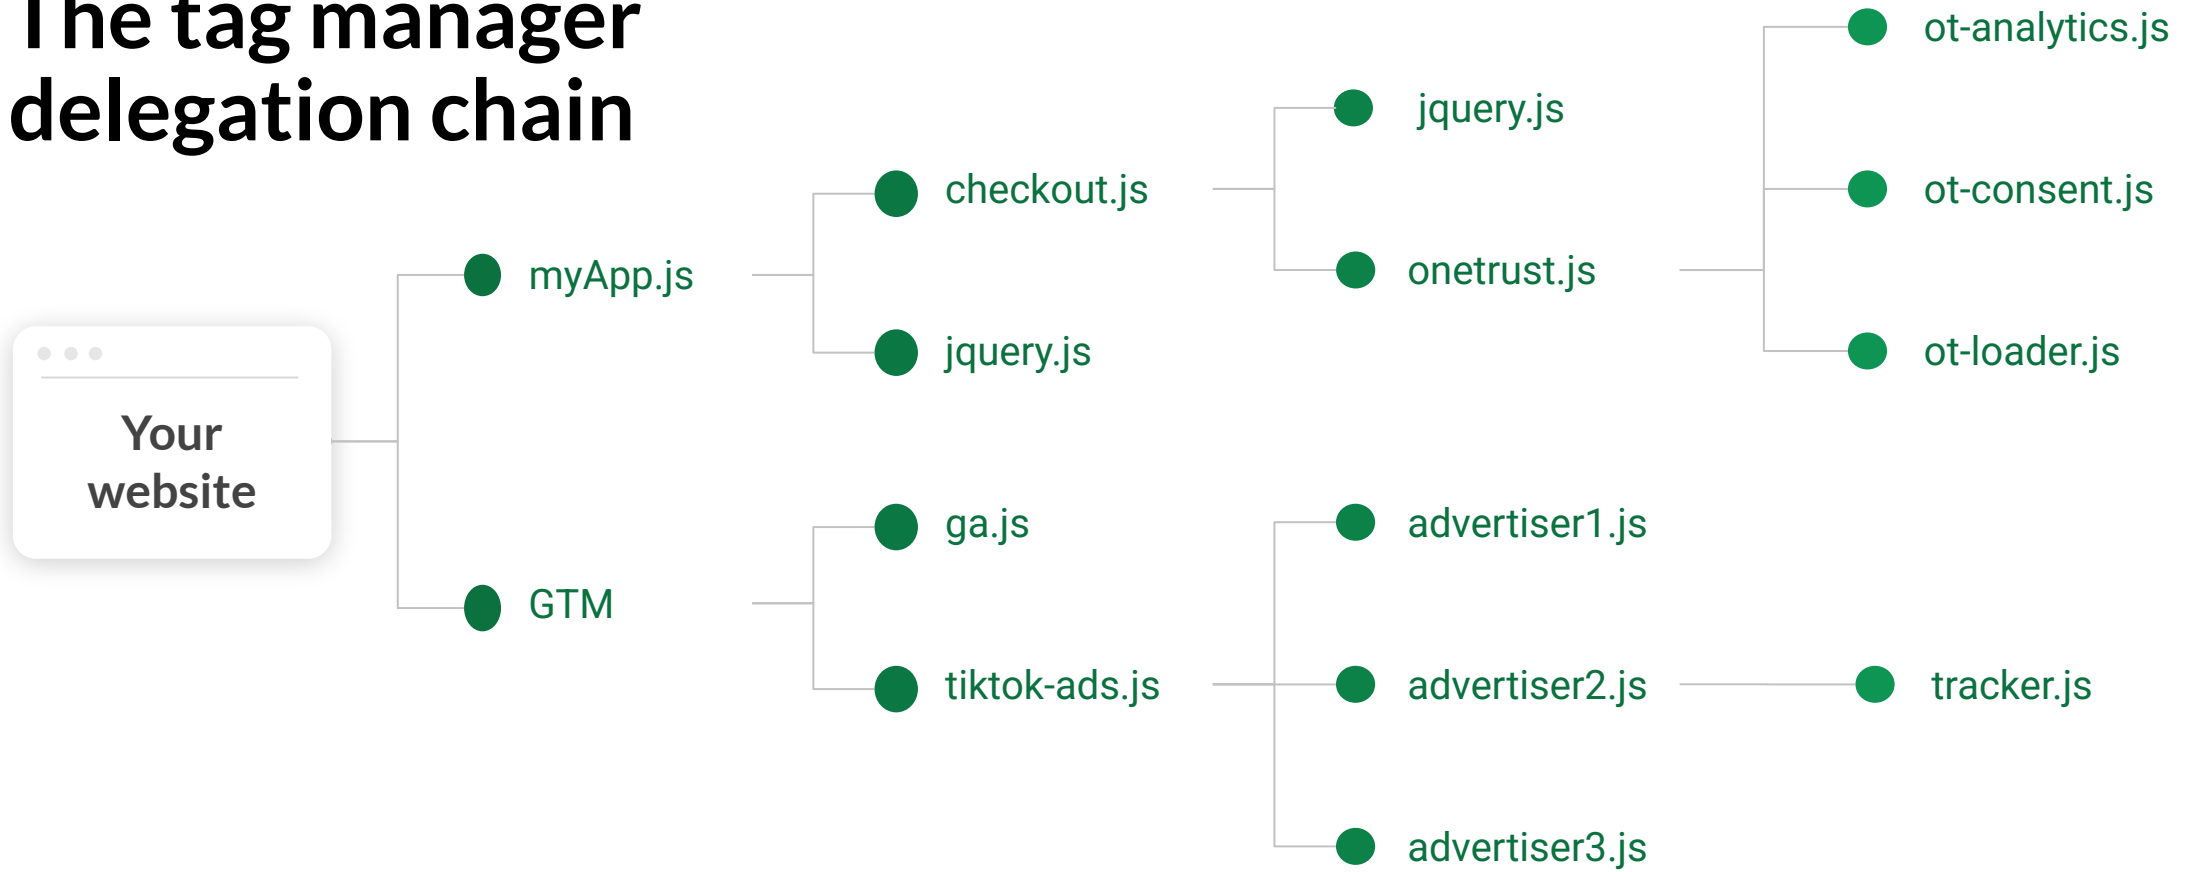 The tag manager
delegation chain
Your
website
myApp.js
GTM
checkout.js
jquery.js
ga.js
tiktok-ads.js
jquery.js
onetrust.js
advertiser1.js
advertiser2.js
advertiser3.js
ot-analytics.js
ot-consent.js
ot-loader.js
tracker.js